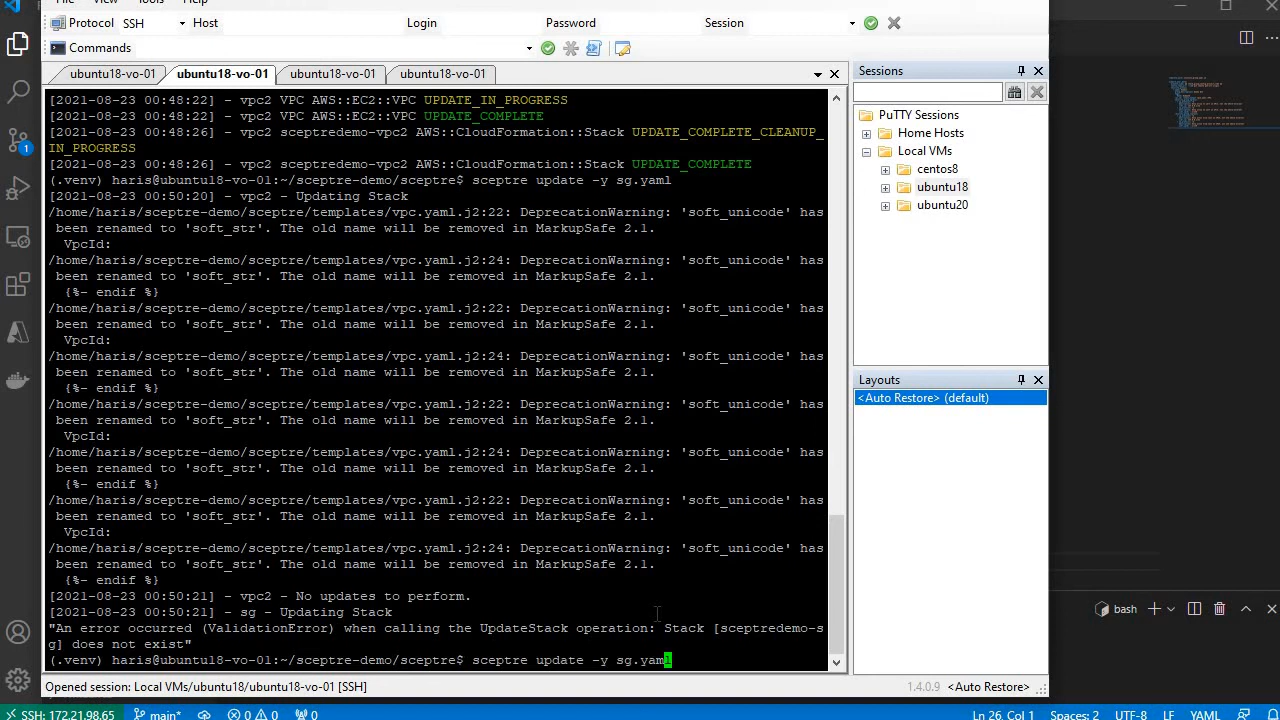 View Tools Help
Protocol SSH Host Login Password Session
Commands
ubuntu18-vo-01 ubuntu18-vo-01 ubuntu18-vo-01 ubuntu18-vo-01
[2021-08-23 00:48:22] - vpc2 VPC AWS::EC2::VPC UPDATE_IN_PROGRESS
[2021-08-23 00:48:22] - vpc2 VPC AWS::EC2::VPC UPDATE_COMPLETE
[2021-08-23 00:48:26] - vpc2 sceptredemo-vpc2 AWS::CloudFormation::Stack UPDATE_COMPLETE_CLEANUP_
IN_PROGRESS
[2021-08-23 00:48:26] - vpc2 sceptredemo-vpc2 AWS::CloudFormation::Stack UPDATE_COMPLETE
(.venv) haris@ubuntu18-vo-01:~/sceptre-demo/sceptre$ sceptre update -y sg.yaml
[2021-08-23 00:50:20] - vpc2 - Updating Stack
/home/haris/sceptre-demo/sceptre/templates/vpc.yaml.j2:22: DeprecationWarning: 'soft_unicode' has
been renamed to 'soft_str'. The old name will be removed in MarkupSafe 2.1.
VpcId:
/home/haris/sceptre-demo/sceptre/templates/vpc.yaml.j2:24: DeprecationWarning: 'soft_unicode' has
been renamed to 'soft_str'. The old name will be removed in MarkupSafe 2.1.
{%- endif %}
/home/haris/sceptre-demo/sceptre/templates/vpc.yaml.j2:22: DeprecationWarning: 'soft_unicode' has
been renamed to 'soft_str'. The old name will be removed in MarkupSafe 2.1.
VpcId:
/home/haris/sceptre-demo/sceptre/templates/vpc.yaml.j2:24: DeprecationWarning: 'soft_unicode' has
been renamed to 'soft_str'. The old name will be removed in MarkupSafe 2.1.
{%- endif %}
/home/haris/sceptre-demo/sceptre/templates/vpc.yaml.j2:22: DeprecationWarning: 'soft_unicode' has
been renamed to 'soft_str'. The old name will be removed in MarkupSafe 2.1.
VpcId:
/home/haris/sceptre-demo/sceptre/templates/vpc.yaml.j2:24: DeprecationWarning: 'soft_unicode' has
been renamed to 'soft_str'. The old name will be removed in MarkupSafe 2.1.
{%- endif %}
/home/haris/sceptre-demo/sceptre/templates/vpc.yaml.j2:22: DeprecationWarning: 'soft_unicode' has
been renamed to 'soft_str'. The old name will be removed in MarkupSafe 2.1.
VpcId:
/home/haris/sceptre-demo/sceptre/templates/vpc.yaml.j2:24: DeprecationWarning: 'soft_unicode' has
been renamed to 'soft_str'. The old name will be removed in MarkupSafe 2.1.
{%- endif %}
[2021-08-23 00:50:21] - vpc2 - No updates to perform.
[2021-08-23 00:50:21] - sg - Updating Stack
"An error occurred (ValidationError) when calling the UpdateStack operation: Stack [sceptredemo-s
g] does not exist"
(.venv) haris@ubuntu18-vo-01:~/sceptre-demo/sceptre$ sceptre update -y sg.yaml
Opened session: Local VMs/ubuntu18/ubuntu18-vo-01 [SSH] 1.4.0.9 <Auto Restore>
Sessions
PuTTY Sessions
Home Hosts
Local VMs
centos8
ubuntu18
ubuntu20
Layouts
<Auto Restore> (default)
1
bash
SSH: 172.21.98.65 main* 0 0 0 Ln 26, Col 1 Spaces: 2 UTF-8 LF YAML